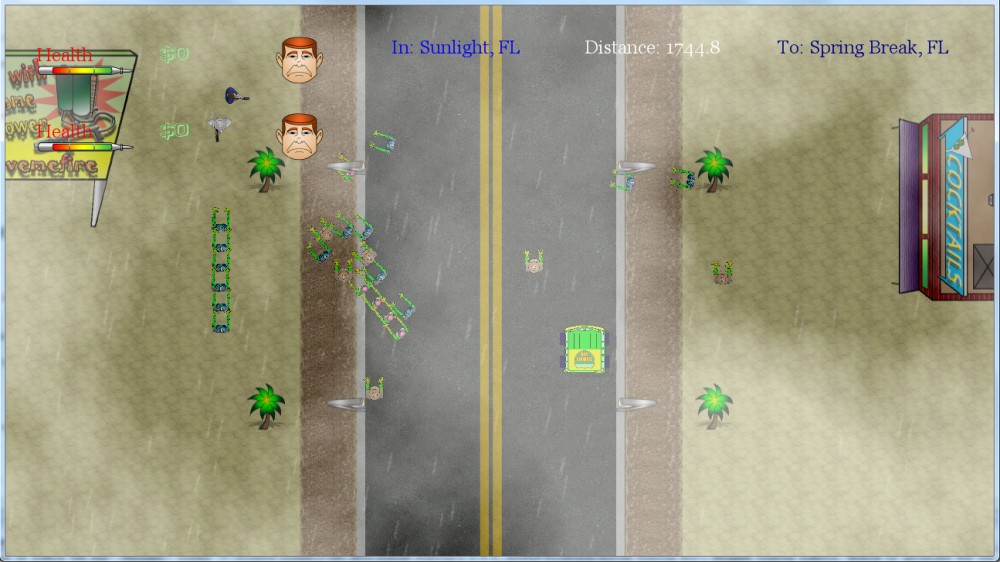 In: Sunlight, FL
Distance: 1744.8
To: Spring Break, FL
Health
$0
Health
$0
COCKTAILS